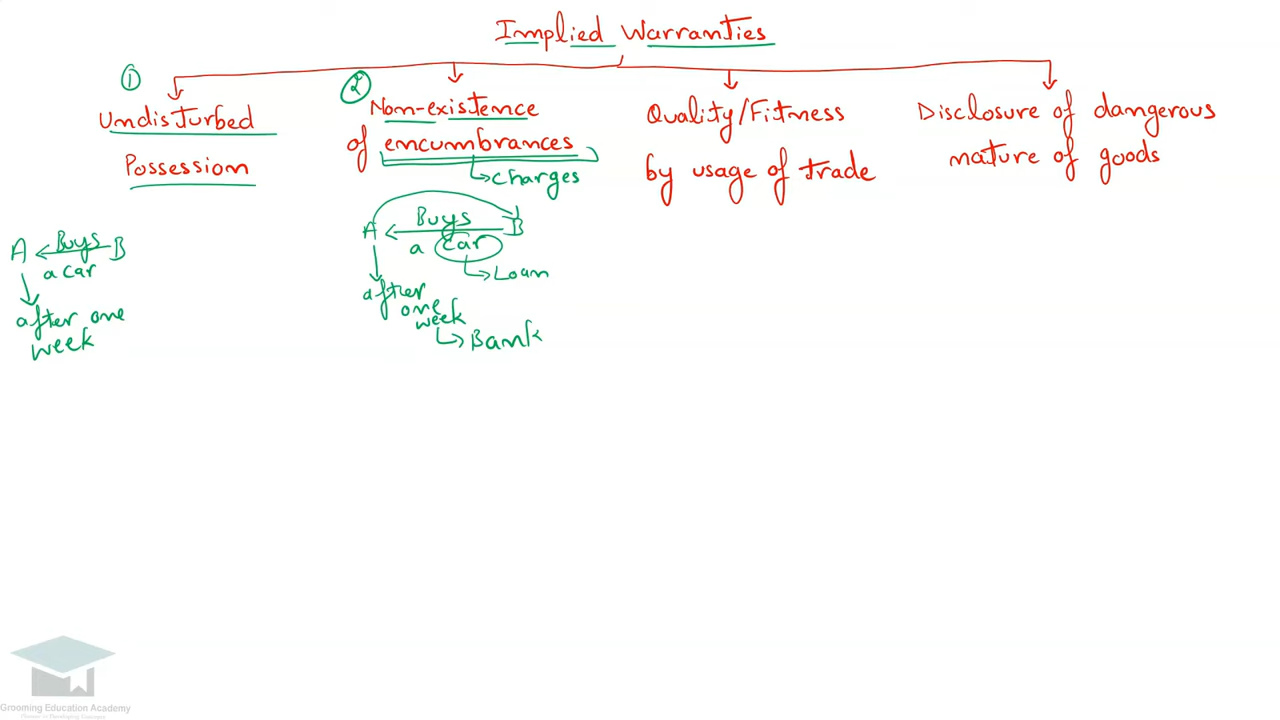 Implied Warranties
①
Undisturbed
Possession
A Buys B
a car
after one
week
②
Non-existence
of encumbrances
charges
A Buys B
a car
Loan
after
one
week
Bank
Quality/Fitness
by usage of trade
Disclosure of dangerous
nature of goods
Grooming Education Academy